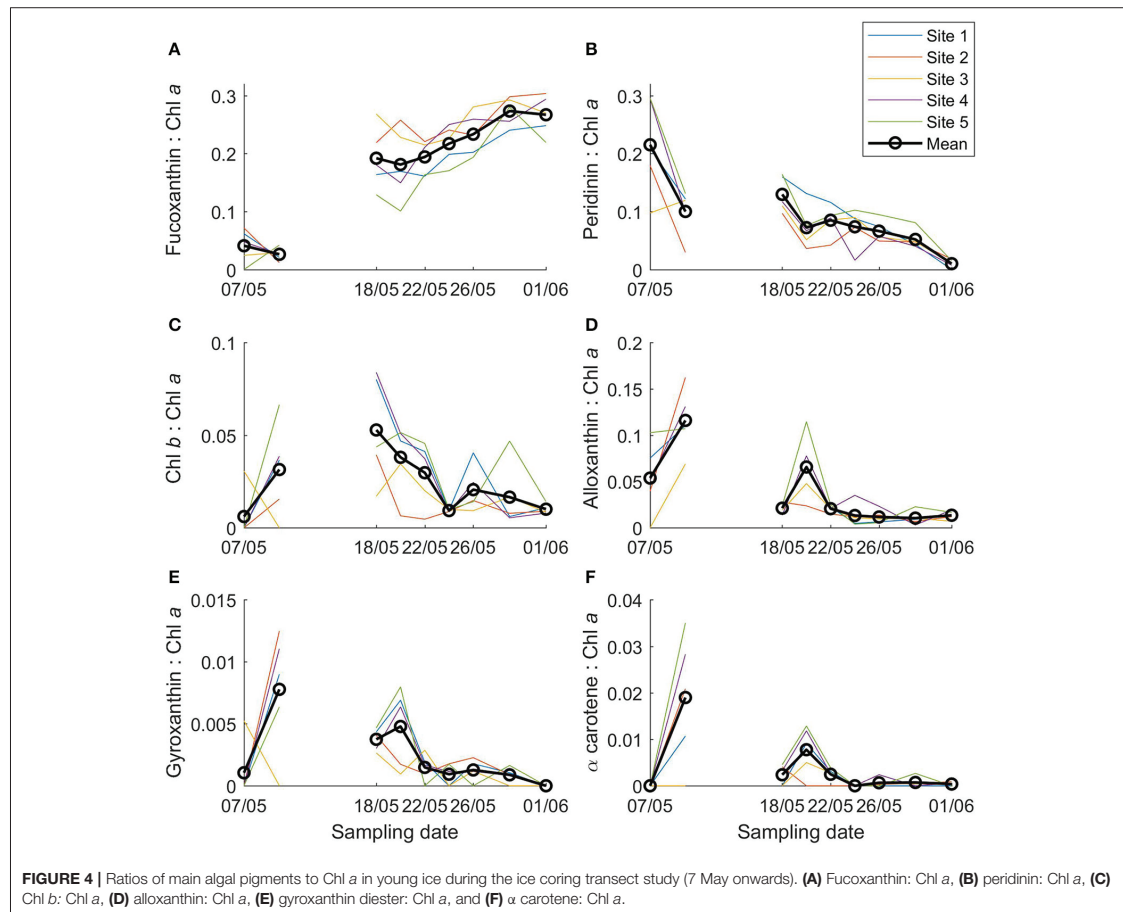 Site 1
Site 2
Site 3
Site 4
Site 5
Mean
A
Fucoxanthin : Chl a
0.3
0.2
0.1
0
07/05
18/05
22/05
26/05
01/06
B
Peridinin : Chl a
0.3
0.2
0.1
0
07/05
18/05
22/05
26/05
01/06
C
Chl b : Chl a
0.1
0.05
0
07/05
18/05
22/05
26/05
01/06
D
Alloxanthin : Chl a
0.2
0.15
0.1
0.05
0
07/05
18/05
22/05
26/05
01/06
E
Gyroxanthin : Chl a
0.015
0.01
0.005
0
07/05
18/05
22/05
26/05
01/06
Sampling date
F
α carotene : Chl a
0.04
0.03
0.02
0.01
0
07/05
18/05
22/05
26/05
01/06
Sampling date
FIGURE 4 | Ratios of main algal pigments to Chl a in young ice during the ice coring transect study (7 May onwards). (A) Fucoxanthin: Chl a, (B) peridinin: Chl a, (C)
Chl b: Chl a, (D) alloxanthin: Chl a, (E) gyroxanthin diester: Chl a, and (F) α carotene: Chl a.